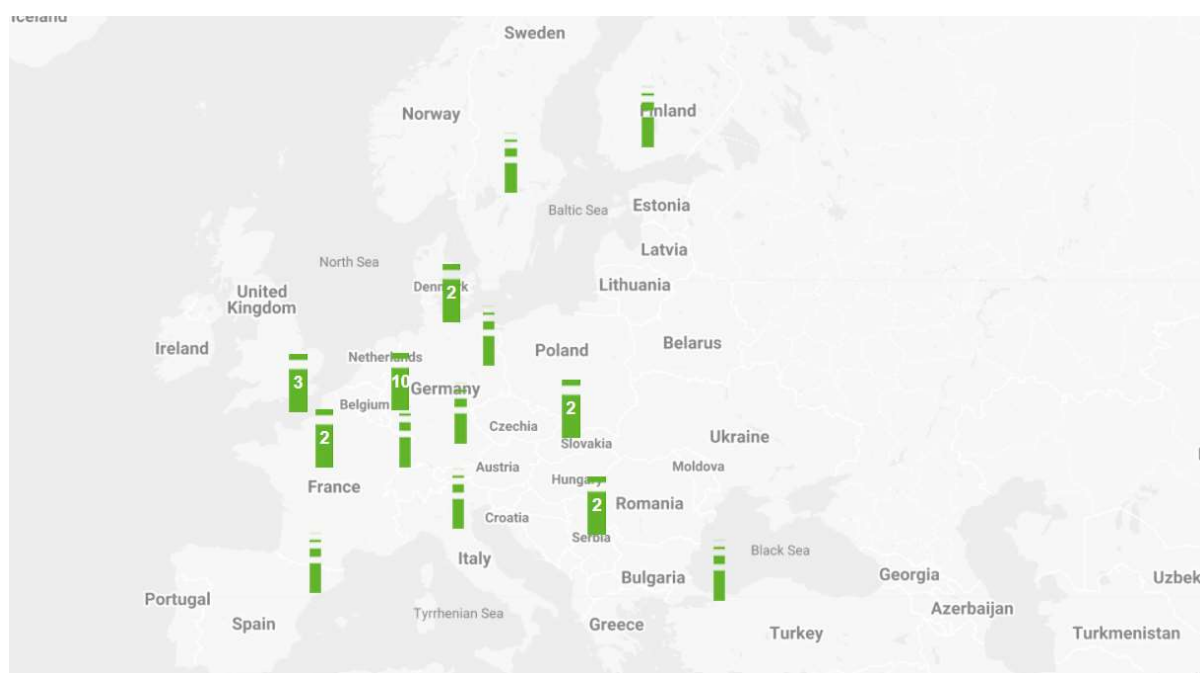 Iceland
Sweden
Norway
Finland
Baltic Sea
Estonia
Latvia
North Sea
Denmark
2
Lithuania
United
Kingdom
Ireland
Netherlands
Poland
Belarus
3
10
Germany
Belgium
2
Czechia
2
Slovakia
Ukraine
Austria
Moldova
France
Hungary
2
Romania
Croatia
Serbia
Italy
Black Sea
Bulgaria
Georgia
Uzbek
Portugal
Spain
Tyrrhenian Sea
Greece
Azerbaijan
Turkey
Turkmenistan